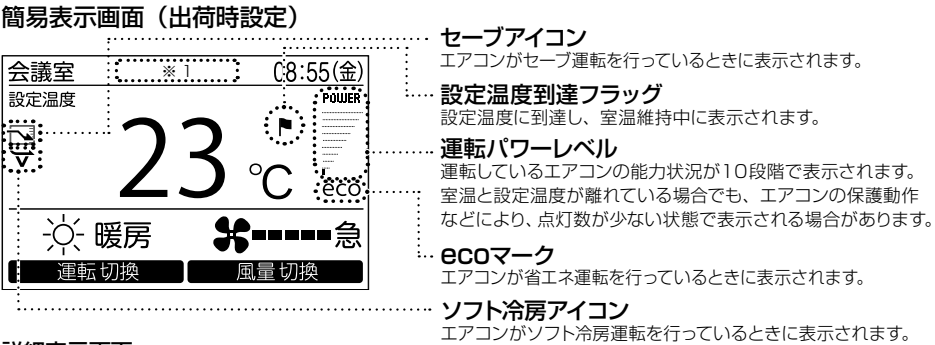 簡易表示画面（出荷時設定）
会議室
※1
08:55(金)
設定温度
POWER
23
℃
eco
暖房
急
運転切換
風量切換
セーブアイコン
エアコンがセーブ運転を行っているときに表示されます。
設定温度到達フラッグ
設定温度に到達し、室温維持中に表示されます。
運転パワーレベル
運転しているエアコンの能力状況が10段階で表示されます。
室温と設定温度が離れている場合でも、エアコンの保護動作
などにより、点灯数が少ない状態で表示される場合があります。
ecoマーク
エアコンが省エネ運転を行っているときに表示されます。
ソフト冷房アイコン
エアコンがソフト冷房運転を行っているときに表示されます。